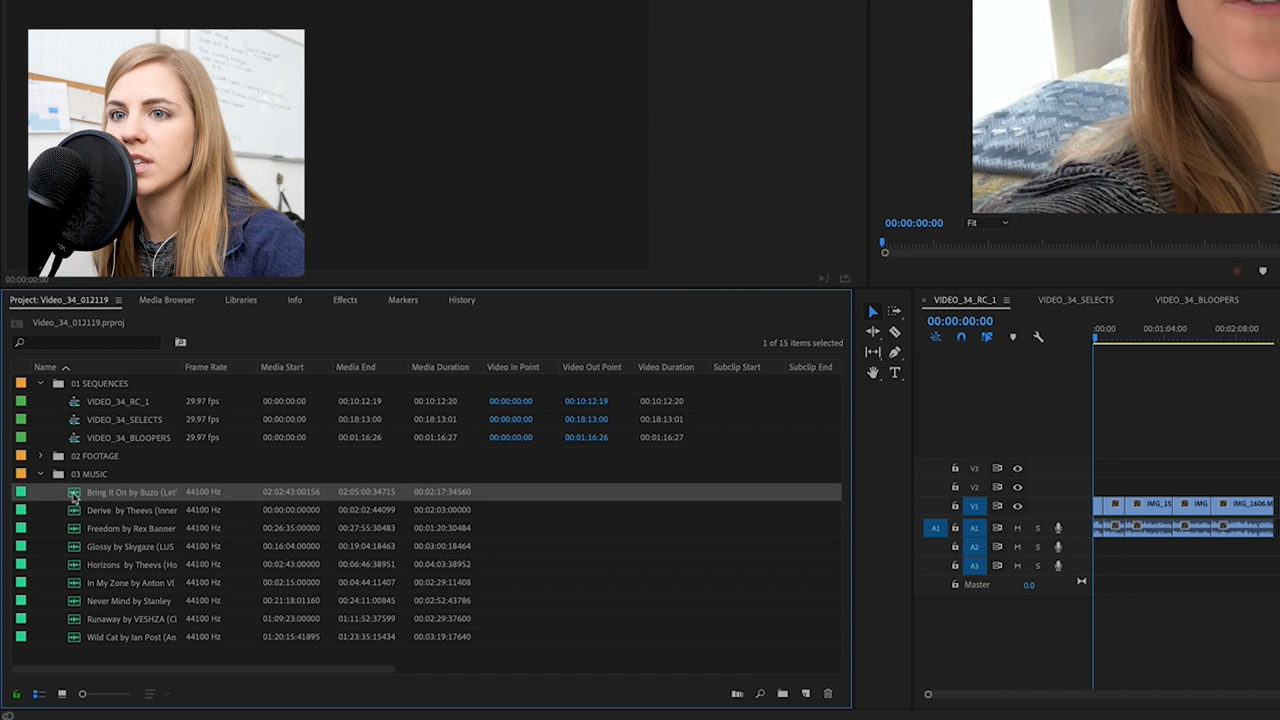 00:00:00:00
Fit
00:00:00:00
Project: Video_34_012119 Media Browser Libraries Info Effects Markers History
Video_34_012119.prproj
1 of 15 items selected
Name Frame Rate Media Start Media End Media Duration Video In Point Video Out Point Video Duration Subclip Start Subclip End
01 SEQUENCES
VIDEO_34_RC_1 29.97 fps 00:00:00:00 00:10:12:19 00:10:12:20 00:00:00:00 00:10:12:19 00:10:12:20
VIDEO_34_SELECTS 29.97 fps 00:00:00:00 00:18:13:00 00:18:13:01 00:00:00:00 00:18:13:00 00:18:13:01
VIDEO_34_BLOOPERS 29.97 fps 00:00:00:00 00:01:16:26 00:01:16:27 00:00:00:00 00:01:16:26 00:01:16:27
02 FOOTAGE
03 MUSIC
Bring It On by Buzo (Let' 44100 Hz 02:02:43:00156 02:05:00:34715 00:02:17:34560
Derive by Theevs (Inner 44100 Hz 00:00:00:00000 00:02:02:44099 00:02:03:00000
Freedom by Rex Banner 44100 Hz 00:26:35:00000 00:27:55:30483 00:01:20:30484
Glossy by Skygaze (LUS 44100 Hz 00:16:04:00000 00:19:04:18463 00:03:00:18464
Horizons by Theevs (Ho 44100 Hz 00:02:43:00000 00:06:46:38951 00:04:03:38952
In My Zone by Anton Vl 44100 Hz 00:02:15:00000 00:04:44:11407 00:02:29:11408
Never Mind by Stanley 44100 Hz 00:21:18:01160 00:24:11:00845 00:02:52:43786
Runaway by VESHZA (Cl 44100 Hz 01:09:23:00000 01:11:52:37599 00:02:29:37600
Wild Cat by Ian Post (An 44100 Hz 01:20:15:41895 01:23:35:15434 00:03:19:17640
VIDEO_34_RC_1 VIDEO_34_SELECTS VIDEO_34_BLOOPERS
00:00:00:00
:00:00 00:01:04:00 00:02:08:00
V3
V2
V1 IMG_15 IMG IMG_1606.M
A1 A1 M S
A2 M S
A3 M S
Master 0.0